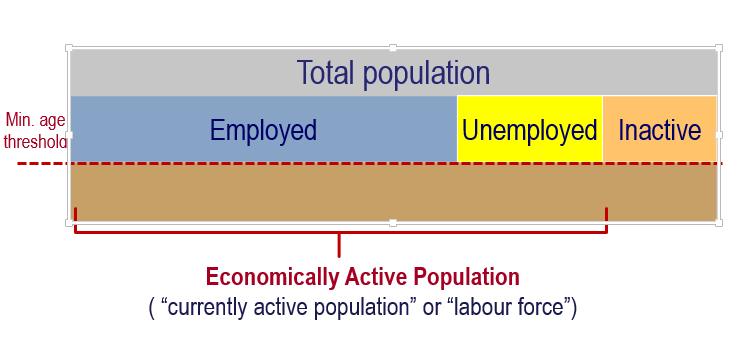 Total population
Employed
Unemployed
Inactive
Min. age
threshold
Economically Active Population
( “currently active population” or “labour force”)